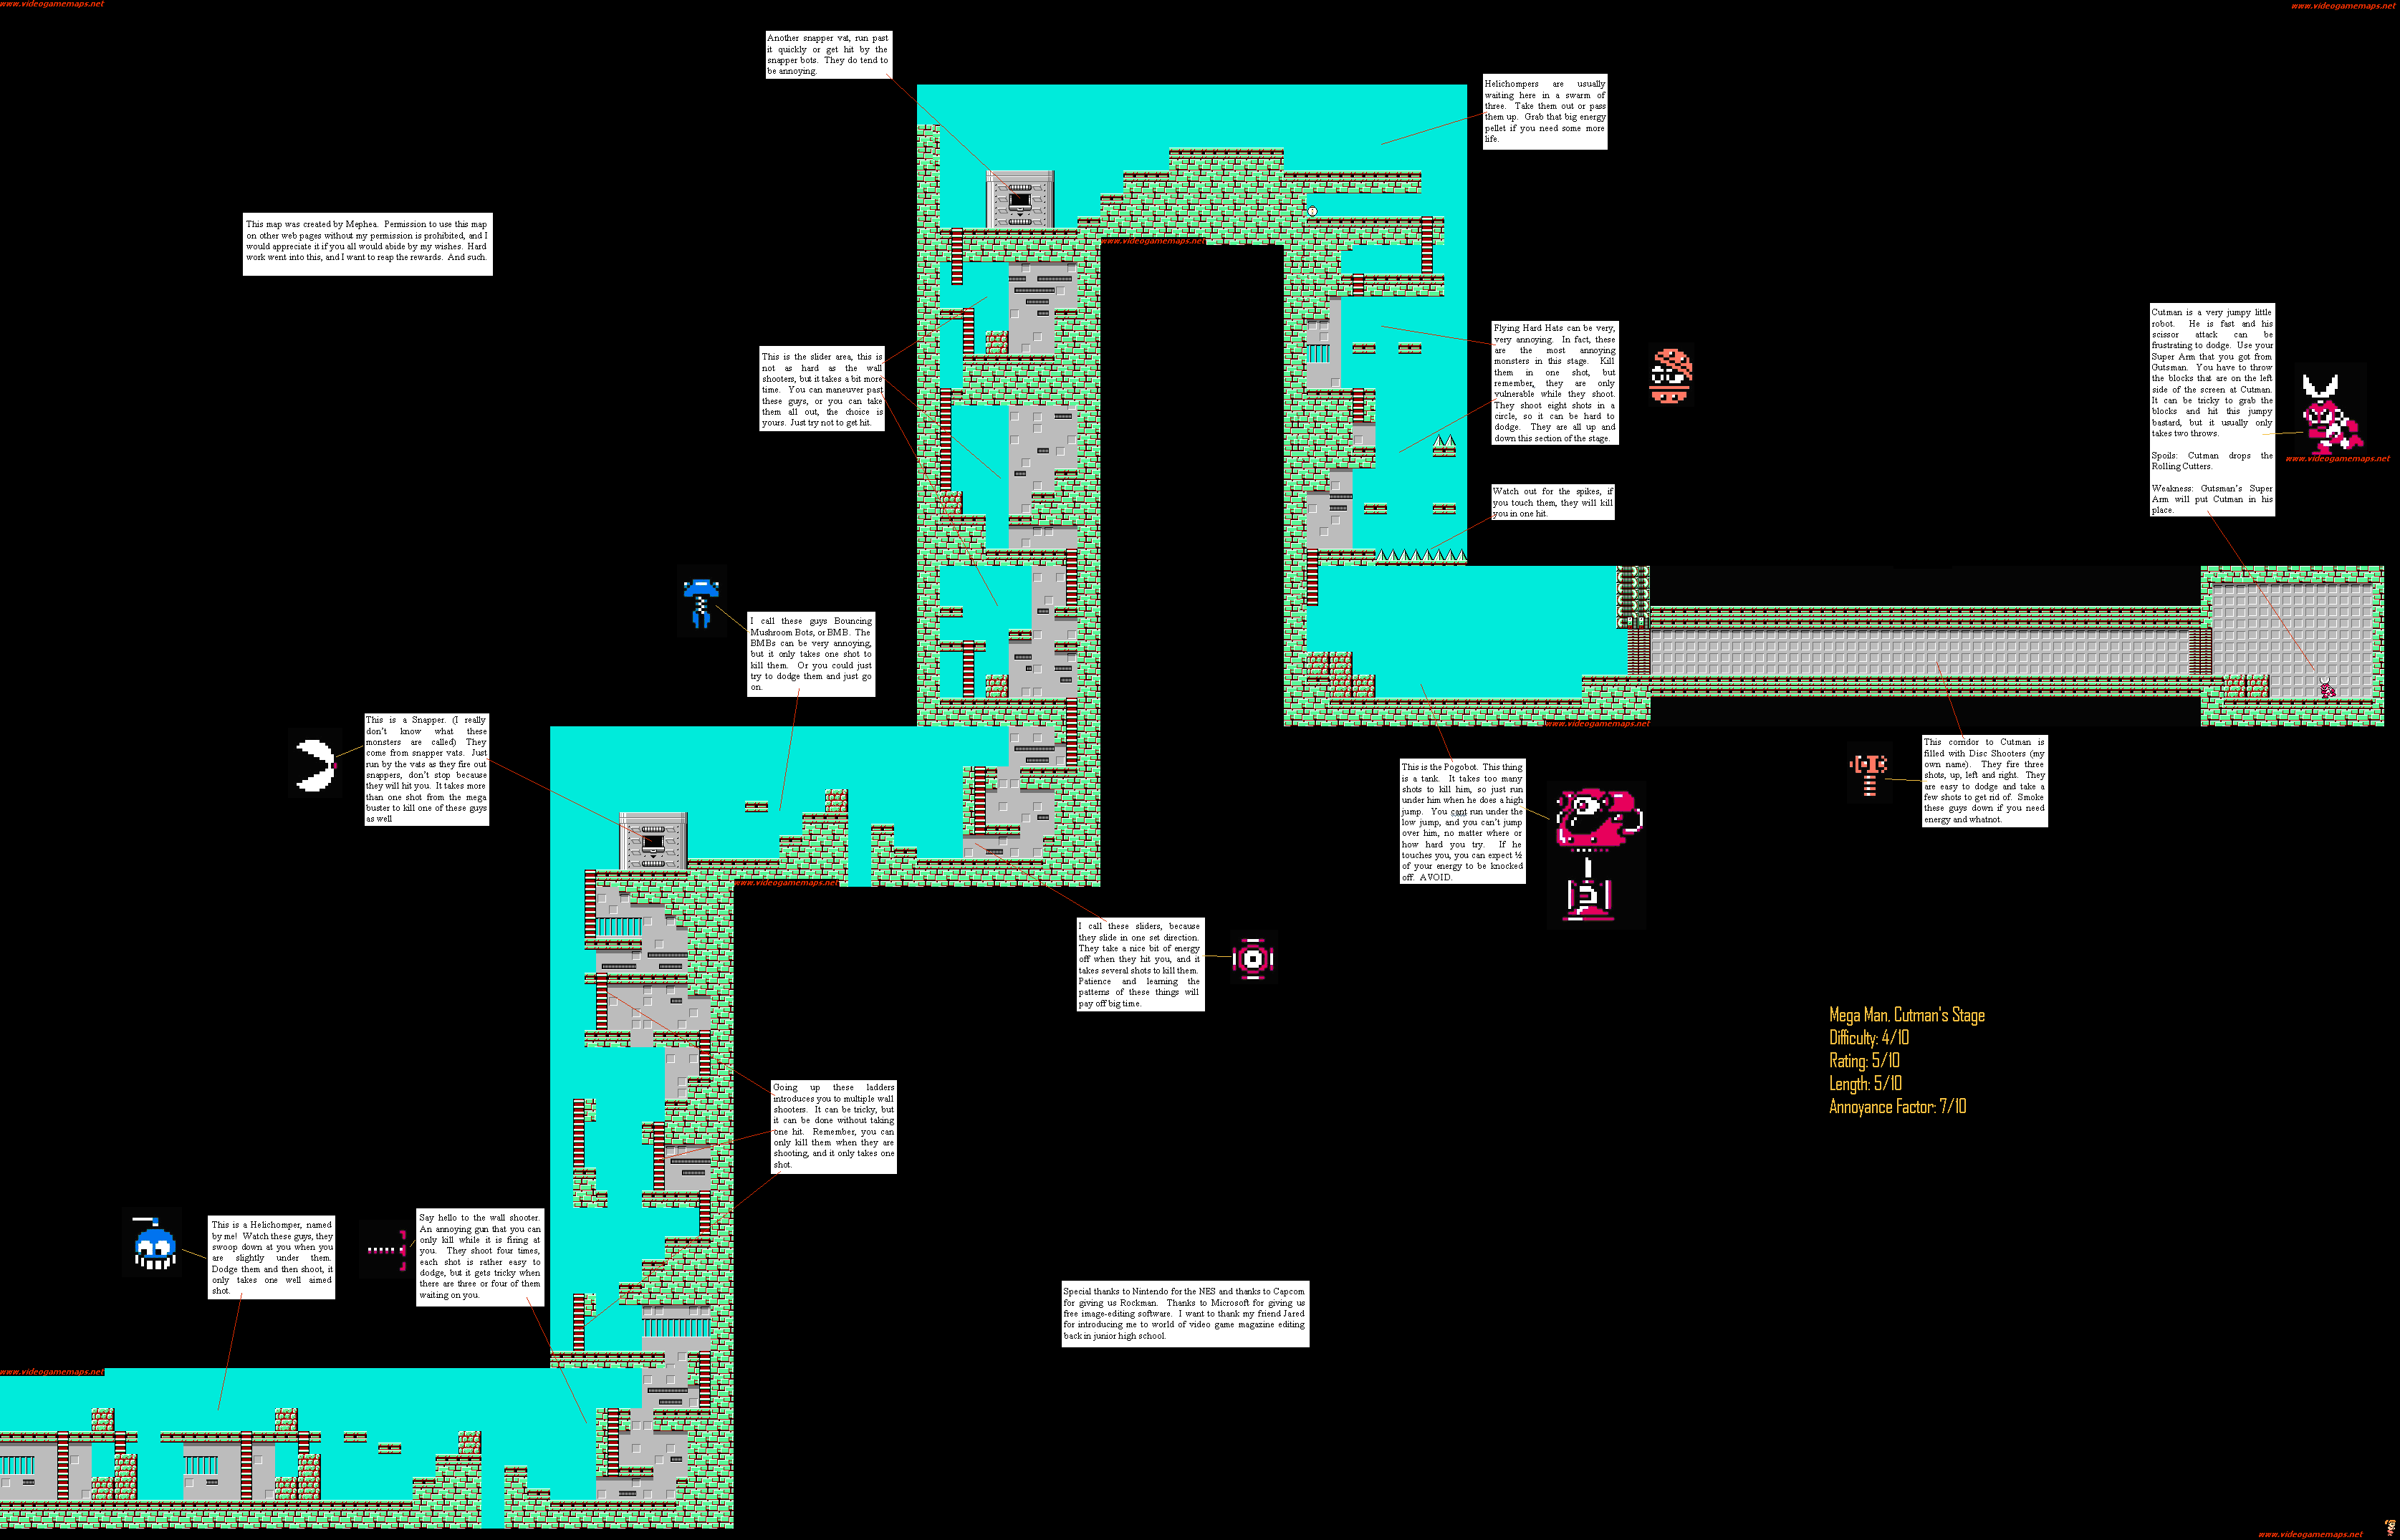 www.videogamemaps.net
www.videogamemaps.net
Another snapper vat, run past
it quickly or get hit by the
snapper bots. They do tend to
be annoying.
Helichompers are usually
waiting here in a swarm of
three. Take them out or pass
them up. Grab that big energy
pellet if you need some more
life.
This map was created by Mephea. Permission to use this map
on other web pages without my permission is prohibited, and I
would appreciate it if you all would abide by my wishes. Hard
work went into this, and I want to reap the rewards. And such.
www.videogamemaps.net
This is the slider area, this is
not as hard as the wall
shooters, but it takes a bit more
time. You can maneuver past
these guys, or you can take
them all out, the choice is
yours. Just try not to get hit.
Flying Hard Hats can be very,
very annoying. In fact, these
are the most annoying
monsters in this stage. Kill
them in one shot, but
remember, they are only
vulnerable while they shoot.
They shoot eight shots in a
circle, so it can be hard to
dodge. They are all up and
down this section of the stage.
Cutman is a very jumpy little
robot. He is fast and his
scissor attack can be
frustrating to dodge. Use your
Super Arm that you got from
Gutsman. You have to throw
the blocks that are on the left
side of the screen at Cutman.
It can be tricky to grab the
blocks and hit this jumpy
bastard, but it usually only
takes two throws.
Spoils: Cutman drops the
Rolling Cutters.
Weakness: Gutsman's Super
Arm will put Cutman in his
place.
www.videogamemaps.net
Watch out for the spikes, if
you touch them, they will kill
you in one hit.
I call these guys Bouncing
Mushroom Bots, or BMB. The
BMBs can be very annoying,
but it only takes one shot to
kill them. Or you could just
try to dodge them and just go
on.
www.videogamemaps.net
This is a Snapper. (I really
don't know what these
monsters are called) They
come from snapper vats. Just
run by the vats as they fire out
snappers, don't stop because
they will hit you. It takes more
than one shot from the mega
buster to kill one of these guys
as well
This is the Pogobot. This thing
is a tank. It takes too many
shots to kill him, so just run
under him when he does a high
jump. You cant run under the
low jump, and you can't jump
over him, no matter where or
how hard you try. If he
touches you, you can expect ½
of your energy to be knocked
off. AVOID.
This corridor to Cutman is
filled with Disc Shooters (my
own name). They fire three
shots, up, left and right. They
are easy to dodge and take a
few shots to get rid of. Smoke
these guys down if you need
energy and whatnot.
www.videogamemaps.net
I call these sliders, because
they slide in one set direction.
They take a nice bit of energy
off when they hit you, and it
takes several shots to kill them.
Patience and learning the
patterns of these things will
pay off big time.
Mega Man, Cutman's Stage
Difficulty: 4/10
Rating: 5/10
Length: 5/10
Annoyance Factor: 7/10
Going up these ladders
introduces you to multiple wall
shooters. It can be tricky, but
it can be done without taking
one hit. Remember, you can
only kill them when they are
shooting, and it only takes one
shot.
This is a Helichomper, named
by me! Watch these guys, they
swoop down at you when you
are slightly under them.
Dodge them and then shoot, it
only takes one well aimed
shot.
Say hello to the wall shooter.
An annoying gun that you can
only kill while it is firing at
you. They shoot four times,
each shot is rather easy to
dodge, but it gets tricky when
there are three or four of them
waiting on you.
Special thanks to Nintendo for the NES and thanks to Capcom
for giving us Rockman. Thanks to Microsoft for giving us
free image-editing software. I want to thank my friend Jared
for introducing me to world of video game magazine editing
back in junior high school.
www.videogamemaps.net
www.videogamemaps.net